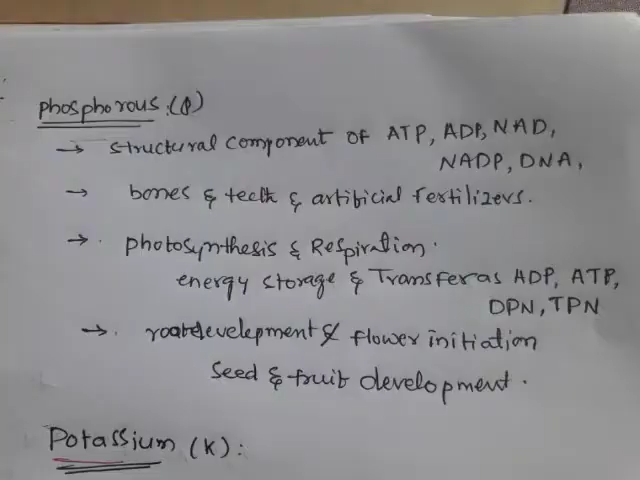 Phosphorous:(P)
→ structural component of ATP, ADP, NAD,
NADP, DNA,
→ bones & teeth & artificial fertilizers.
→. photosynthesis & Respiration.
energy storage & Transfer as ADP, ATP,
DPN, TPN
→. root development & flower initiation
Seed & fruit development.
Potassium (K):